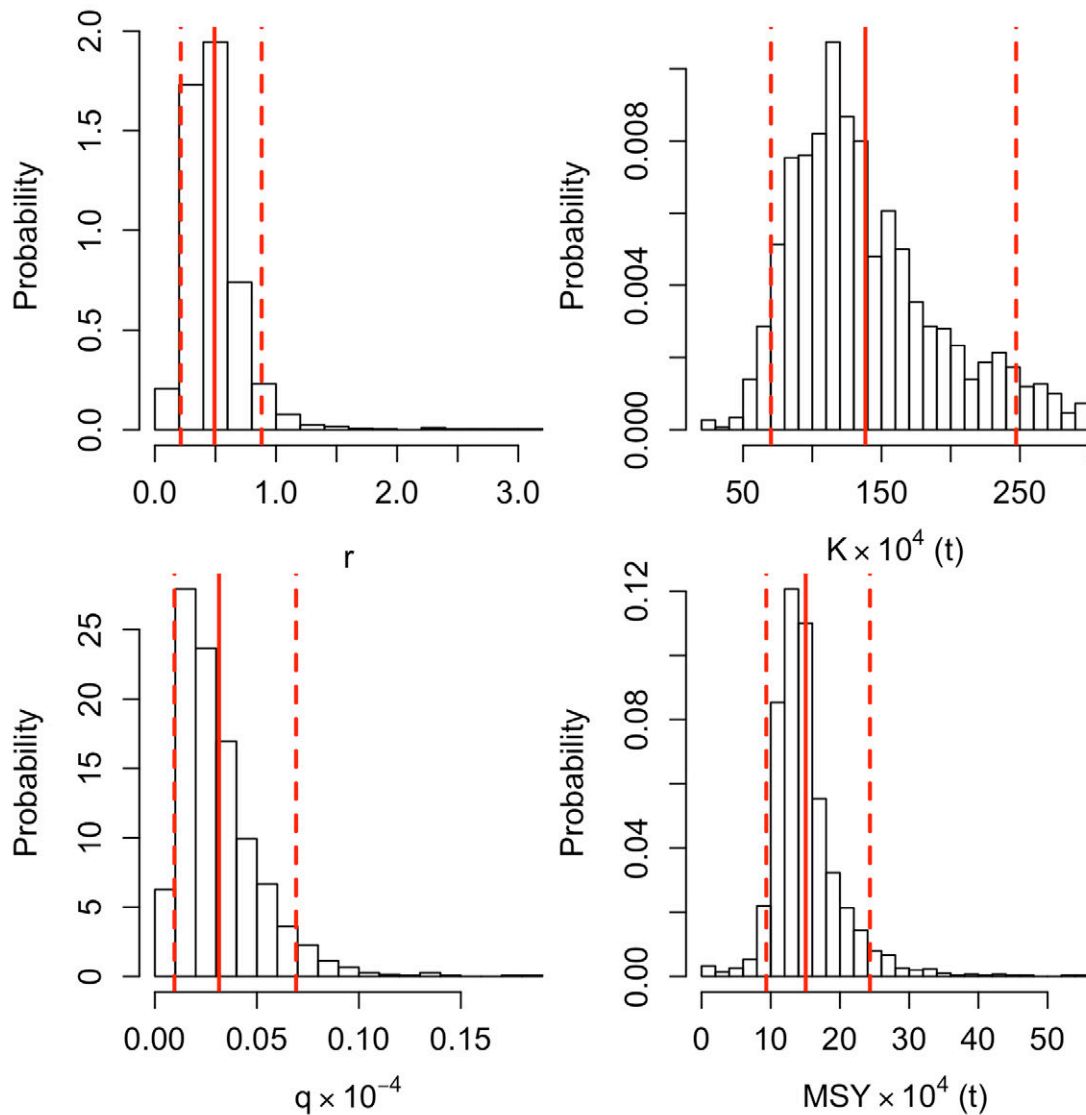 Probability
0.0 0.5 1.0 1.5 2.0
0.0 1.0 2.0 3.0
r
Probability
0.000 0.004 0.008
50 150 250
K × 10⁴ (t)
Probability
0 5 10 15 20 25
0.00 0.05 0.10 0.15
q × 10⁻⁴
Probability
0.00 0.04 0.08 0.12
0 10 20 30 40 50
MSY × 10⁴ (t)